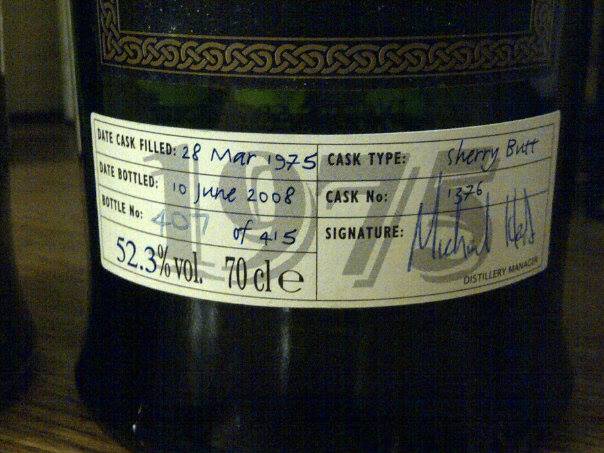 DATE CASK FILLED: 28 Mar 1975
DATE BOTTLED: 10 June 2008
BOTTLE No: 407 of 415
52.3% vol. 70 cl e
CASK TYPE: Sherry Butt
CASK No: 1376
SIGNATURE: Michael
DISTILLERY MANAGER
1975